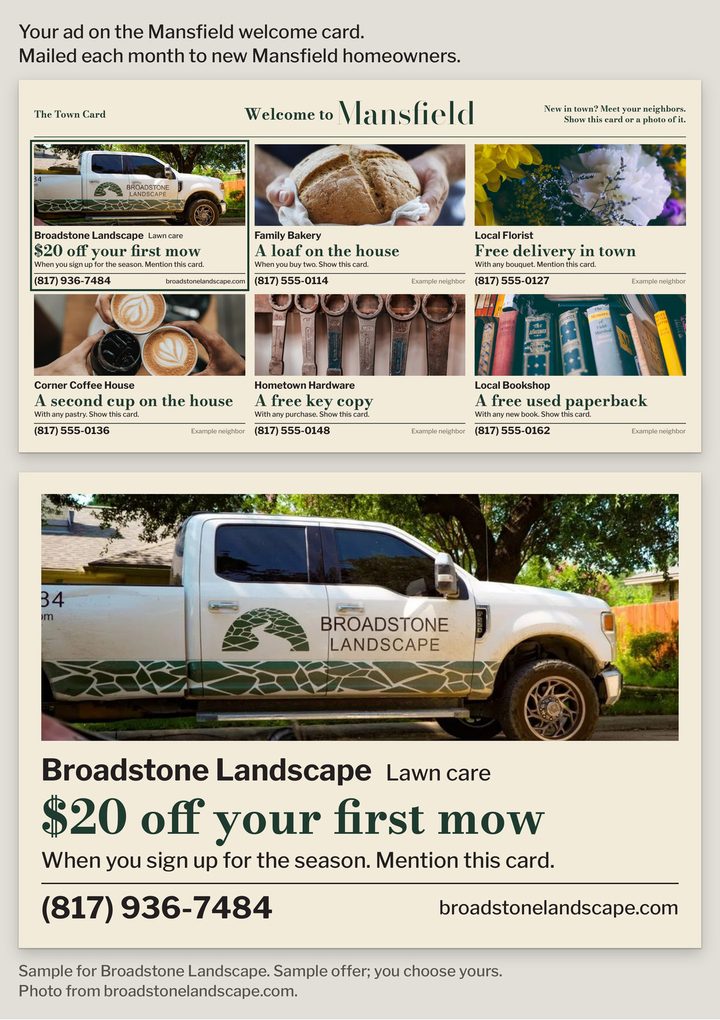 Your ad on the Mansfield welcome card.
Mailed each month to new Mansfield homeowners.
The Town Card
Welcome to Mansfield
New in town? Meet your neighbors.
Show this card or a photo of it.
34
BROADSTONE
LANDSCAPE
Broadstone Landscape Lawn care
$20 off your first mow
When you sign up for the season. Mention this card.
(817) 936-7484 broadstonelandscape.com
Family Bakery
A loaf on the house
When you buy two. Show this card.
(817) 555-0114 Example neighbor
Local Florist
Free delivery in town
With any bouquet. Mention this card.
(817) 555-0127 Example neighbor
Corner Coffee House
A second cup on the house
With any pastry. Show this card.
(817) 555-0136 Example neighbor
Hometown Hardware
A free key copy
With any purchase. Show this card.
(817) 555-0148 Example neighbor
Local Bookshop
A free used paperback
With any new book. Show this card.
(817) 555-0162 Example neighbor
34
om
BROADSTONE
LANDSCAPE
Broadstone Landscape Lawn care
$20 off your first mow
When you sign up for the season. Mention this card.
(817) 936-7484 broadstonelandscape.com
Sample for Broadstone Landscape. Sample offer; you choose yours.
Photo from broadstonelandscape.com.